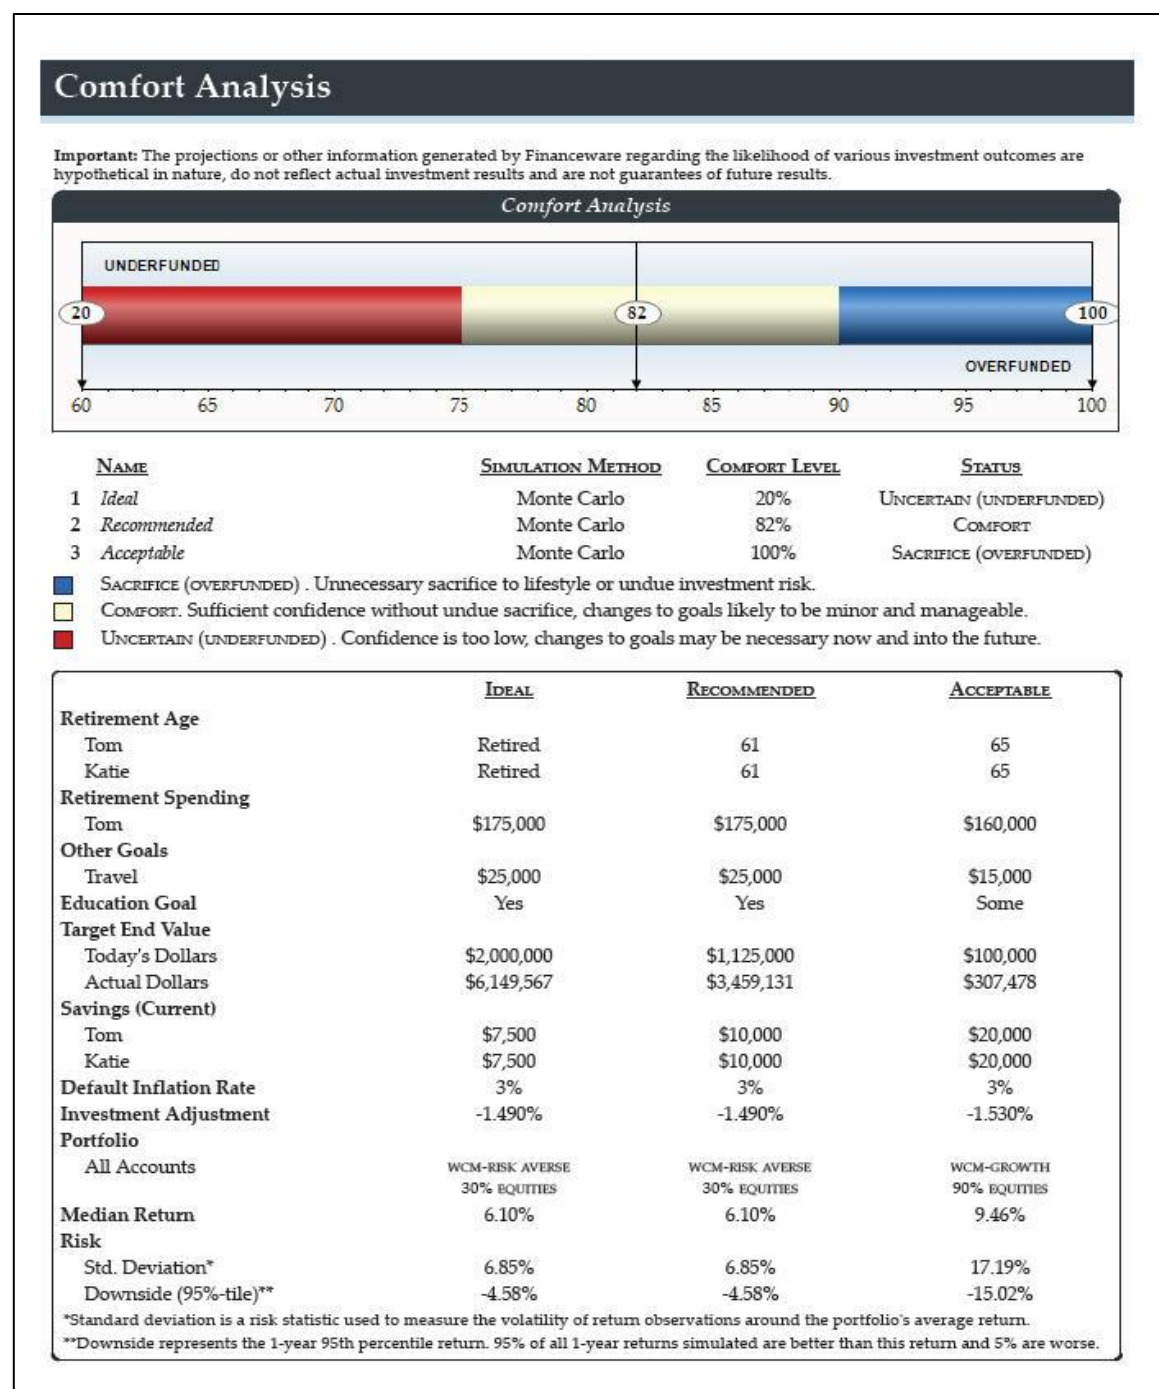 Comfort Analysis
Important: The projections or other information generated by Financeware regarding the likelihood of various investment outcomes are
hypothetical in nature, do not reflect actual investment results and are not guarantees of future results.
Comfort Analysis
UNDERFUNDED
20 82 100
OVERFUNDED
60 65 70 75 80 85 90 95 100
NAME SIMULATION METHOD COMFORT LEVEL STATUS
1 Ideal Monte Carlo 20% UNCERTAIN (UNDERFUNDED)
2 Recommended Monte Carlo 82% COMFORT
3 Acceptable Monte Carlo 100% SACRIFICE (OVERFUNDED)
SACRIFICE (OVERFUNDED) . Unnecessary sacrifice to lifestyle or undue investment risk.
COMFORT. Sufficient confidence without undue sacrifice, changes to goals likely to be minor and manageable.
UNCERTAIN (UNDERFUNDED) . Confidence is too low, changes to goals may be necessary now and into the future.
IDEAL RECOMMENDED ACCEPTABLE
Retirement Age
Tom Retired 61 65
Katie Retired 61 65
Retirement Spending
Tom $175,000 $175,000 $160,000
Other Goals
Travel $25,000 $25,000 $15,000
Education Goal Yes Yes Some
Target End Value
Today's Dollars $2,000,000 $1,125,000 $100,000
Actual Dollars $6,149,567 $3,459,131 $307,478
Savings (Current)
Tom $7,500 $10,000 $20,000
Katie $7,500 $10,000 $20,000
Default Inflation Rate 3% 3% 3%
Investment Adjustment -1.490% -1.490% -1.530%
Portfolio
All Accounts WCM-RISK AVERSE WCM-RISK AVERSE WCM-GROWTH
30% EQUITIES 30% EQUITIES 90% EQUITIES
Median Return 6.10% 6.10% 9.46%
Risk
Std. Deviation* 6.85% 6.85% 17.19%
Downside (95%-tile)** -4.58% -4.58% -15.02%
*Standard deviation is a risk statistic used to measure the volatility of return observations around the portfolio's average return.
**Downside represents the 1-year 95th percentile return. 95% of all 1-year returns simulated are better than this return and 5% are worse.